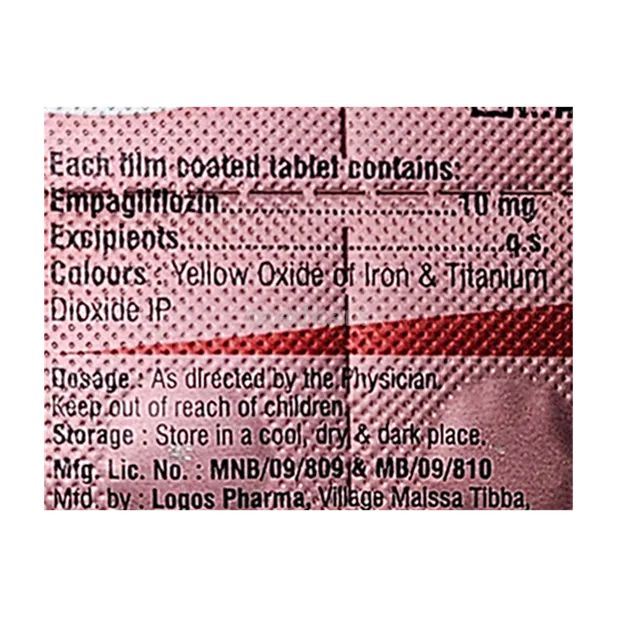 Each film coated tablet contains:
Empagliflozin..............................10 mg
Excipients....................................q.s.
Colours : Yellow Oxide of Iron & Titanium
Dioxide IP
Dosage : As directed by the Physician.
Keep out of reach of children.
Storage : Store in a cool, dry & dark place.
Mfg. Lic. No. : MNB/09/809 & MB/09/810
Mfd. by : Logos Pharma, Village Malssa Tibba,